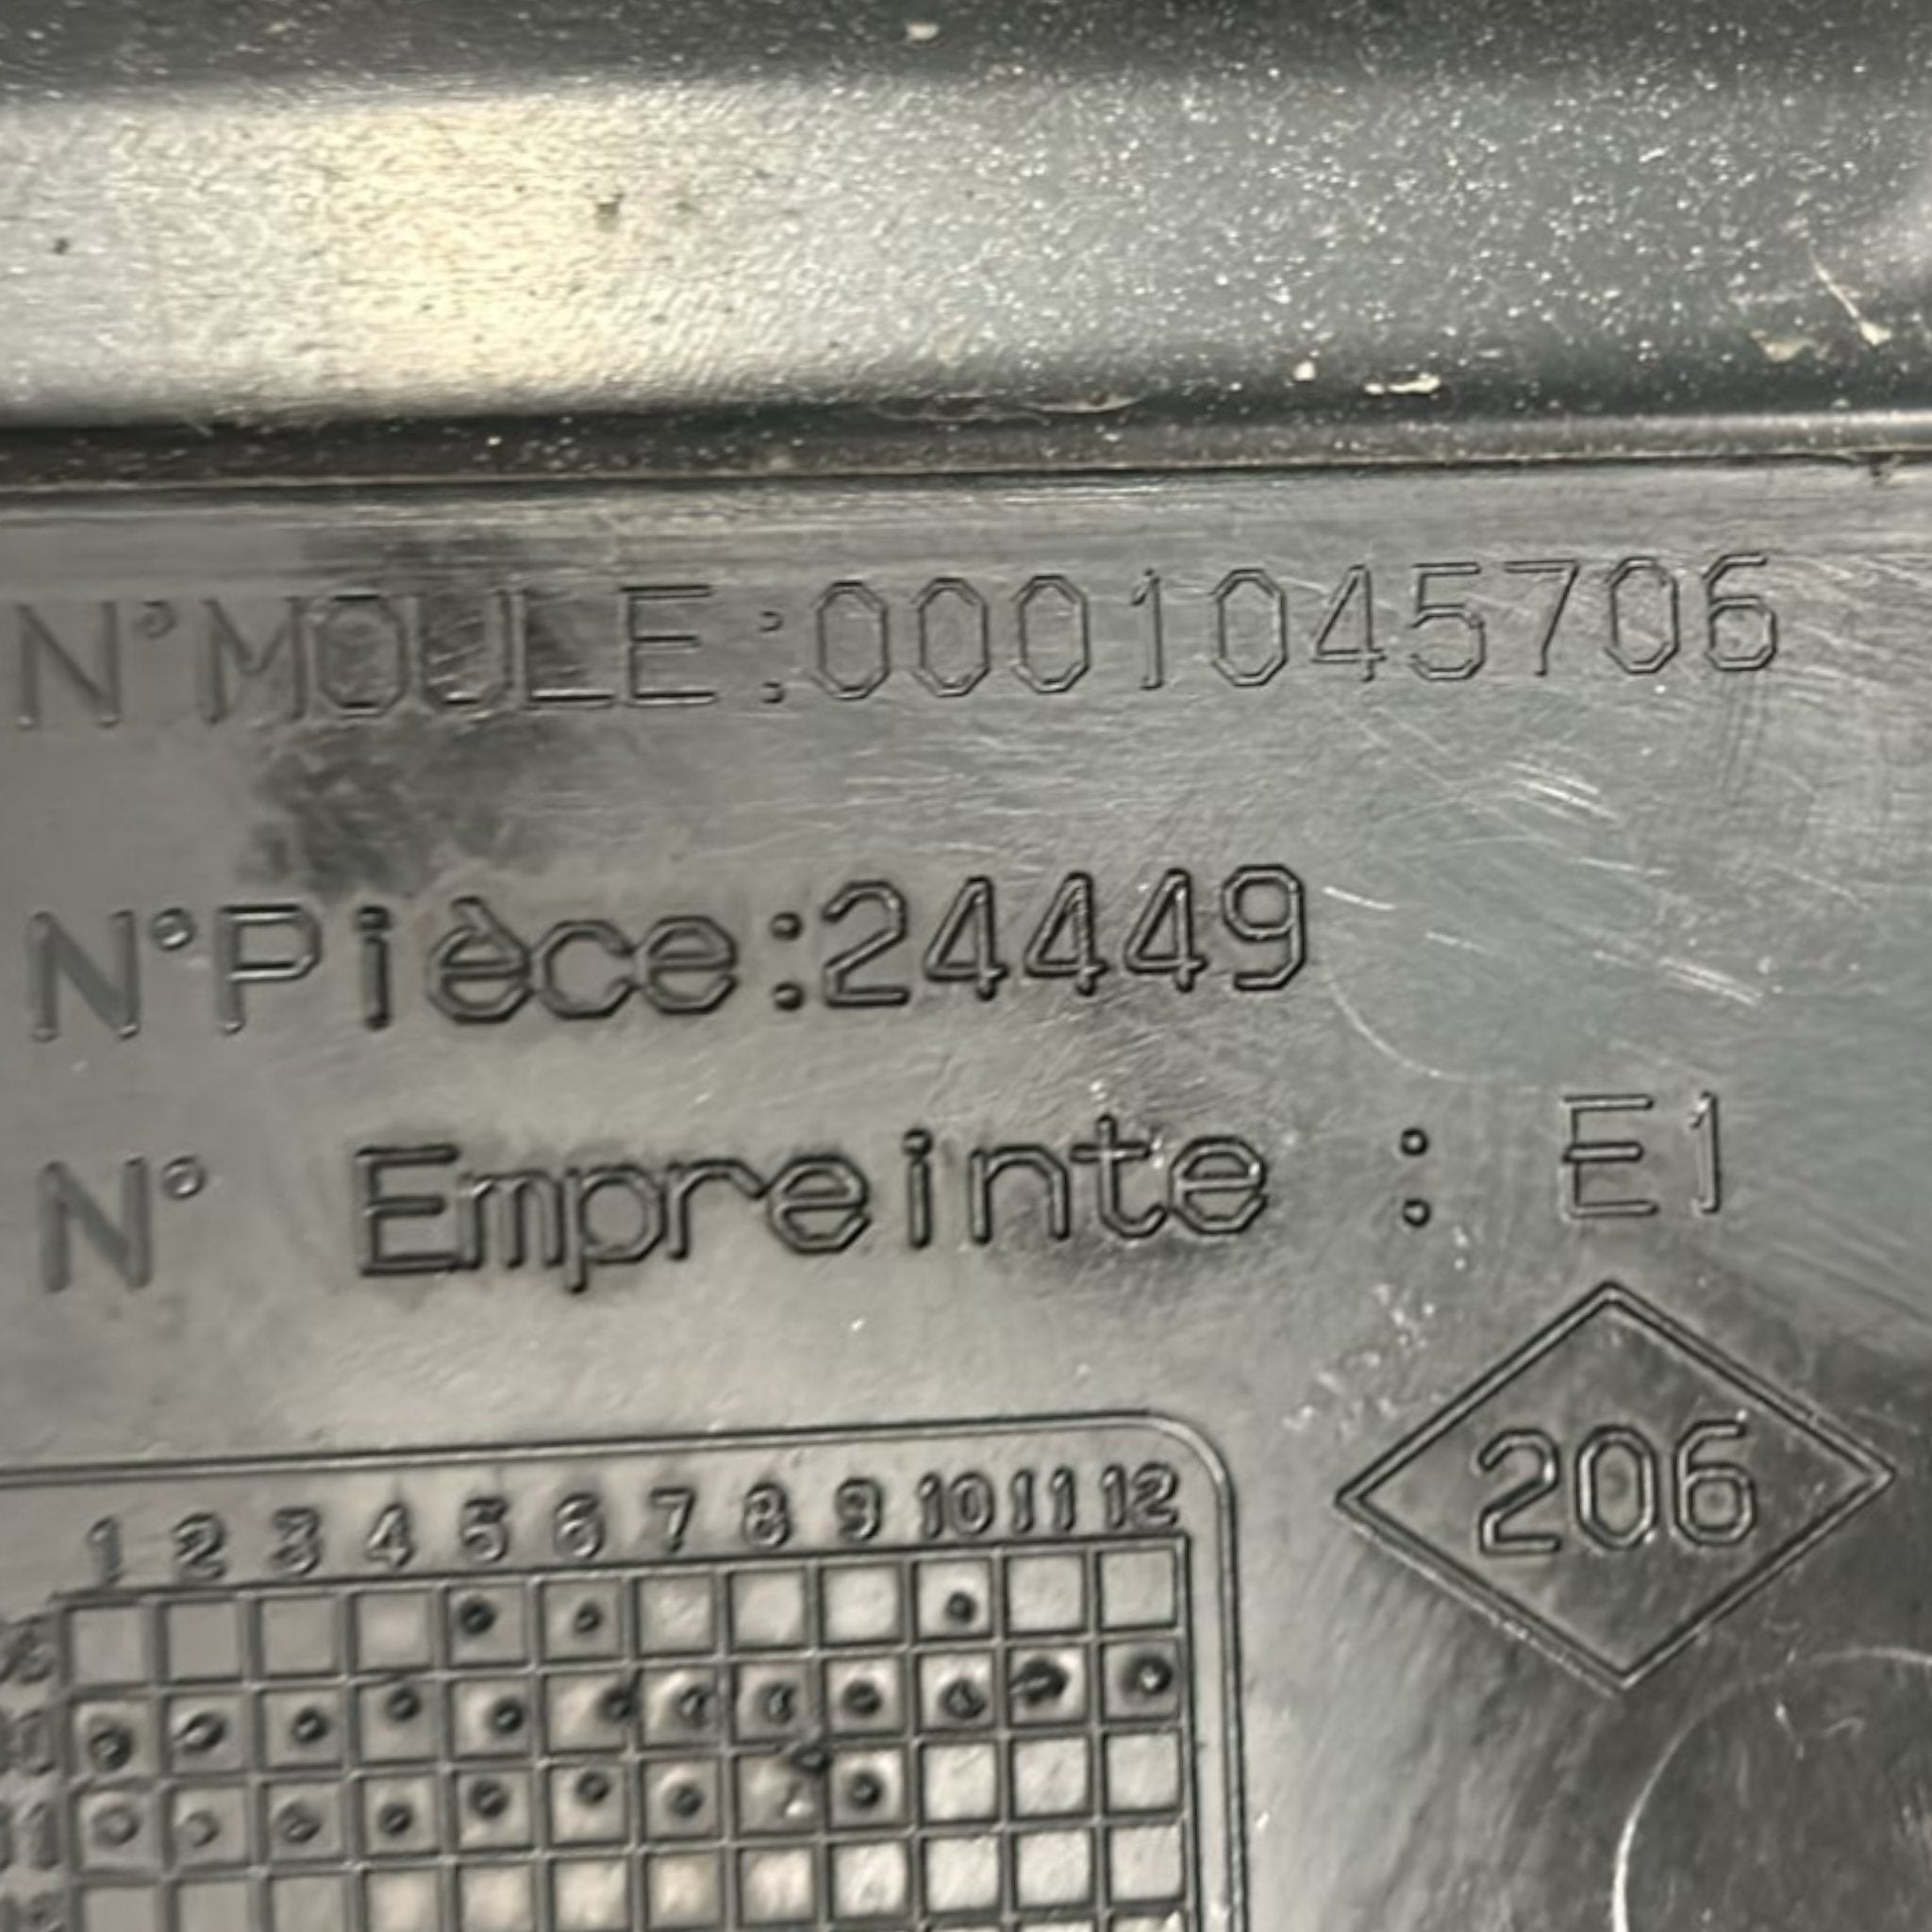 N°MOULE:0001045706
N°Pièce:24449
N° Empreinte : E1
206
1 2 3 4 5 6 7 8 9 10 11 12